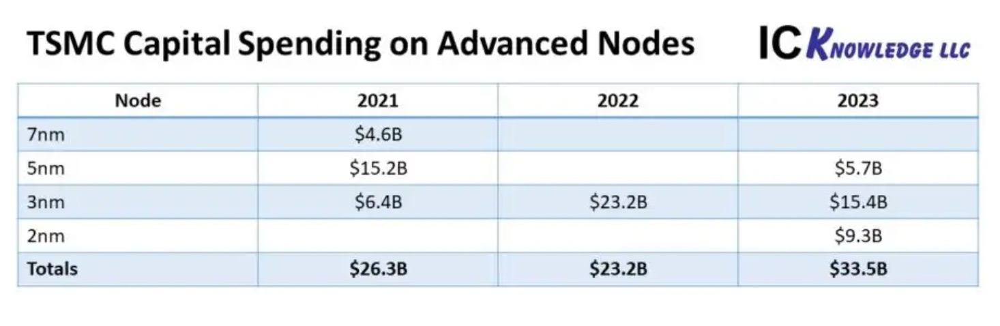 TSMC Capital Spending on Advanced Nodes IC KNOWLEDGE LLC
Node 2021 2022 2023
7nm $4.6B
5nm $15.2B $5.7B
3nm $6.4B $23.2B $15.4B
2nm $9.3B
Totals $26.3B $23.2B $33.5B